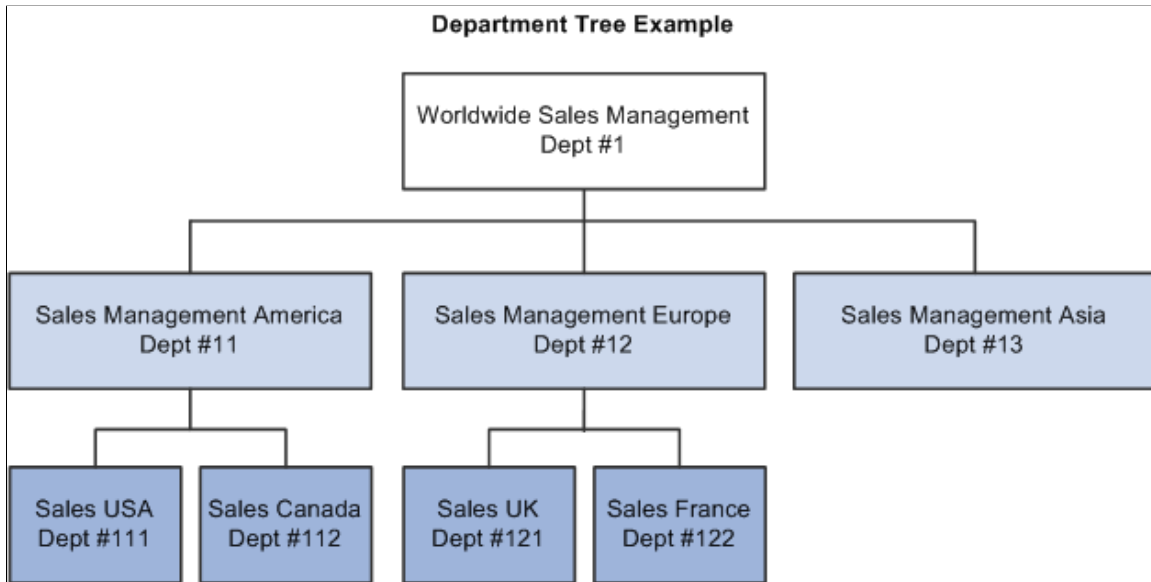 Department Tree Example
Worldwide Sales Management
Dept #1
Sales Management America
Dept #11
Sales Management Europe
Dept #12
Sales Management Asia
Dept #13
Sales USA
Dept #111
Sales Canada
Dept #112
Sales UK
Dept #121
Sales France
Dept #122